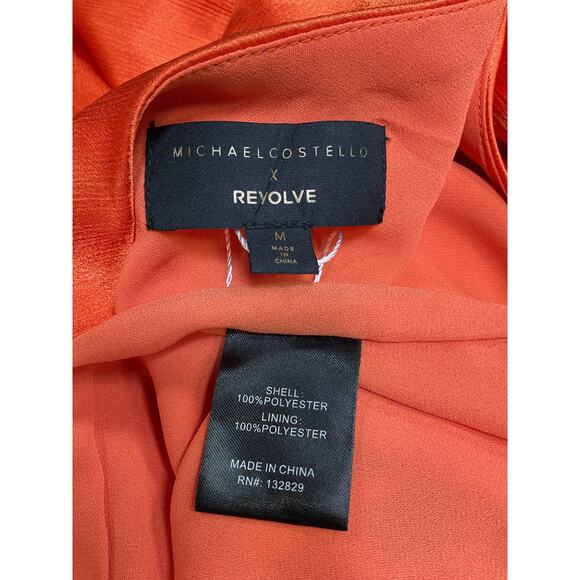 MICHAELCOSTELLO
X
REVOLVE
M
MADE
IN
CHINA
SHELL:
100%POLYESTER
LINING:
100%POLYESTER
MADE IN CHINA
RN#: 132829